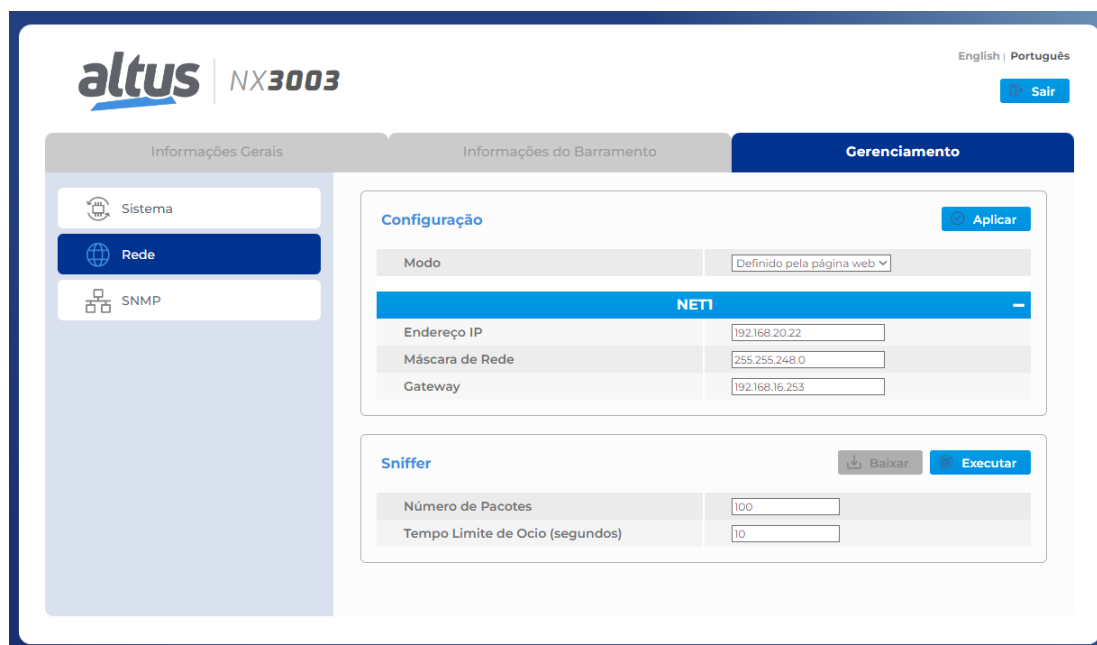 English | Português
altus NX3003
Sair
Informações Gerais Informações do Barramento Gerenciamento
Sistema
Rede
SNMP
Configuração Aplicar
Modo Definido pela página web
NET1
Endereço IP 192.168.20.22
Máscara de Rede 255.255.248.0
Gateway 192.168.16.253
Sniffer Baixar Executar
Número de Pacotes 100
Tempo Limite de Ocio (segundos) 10